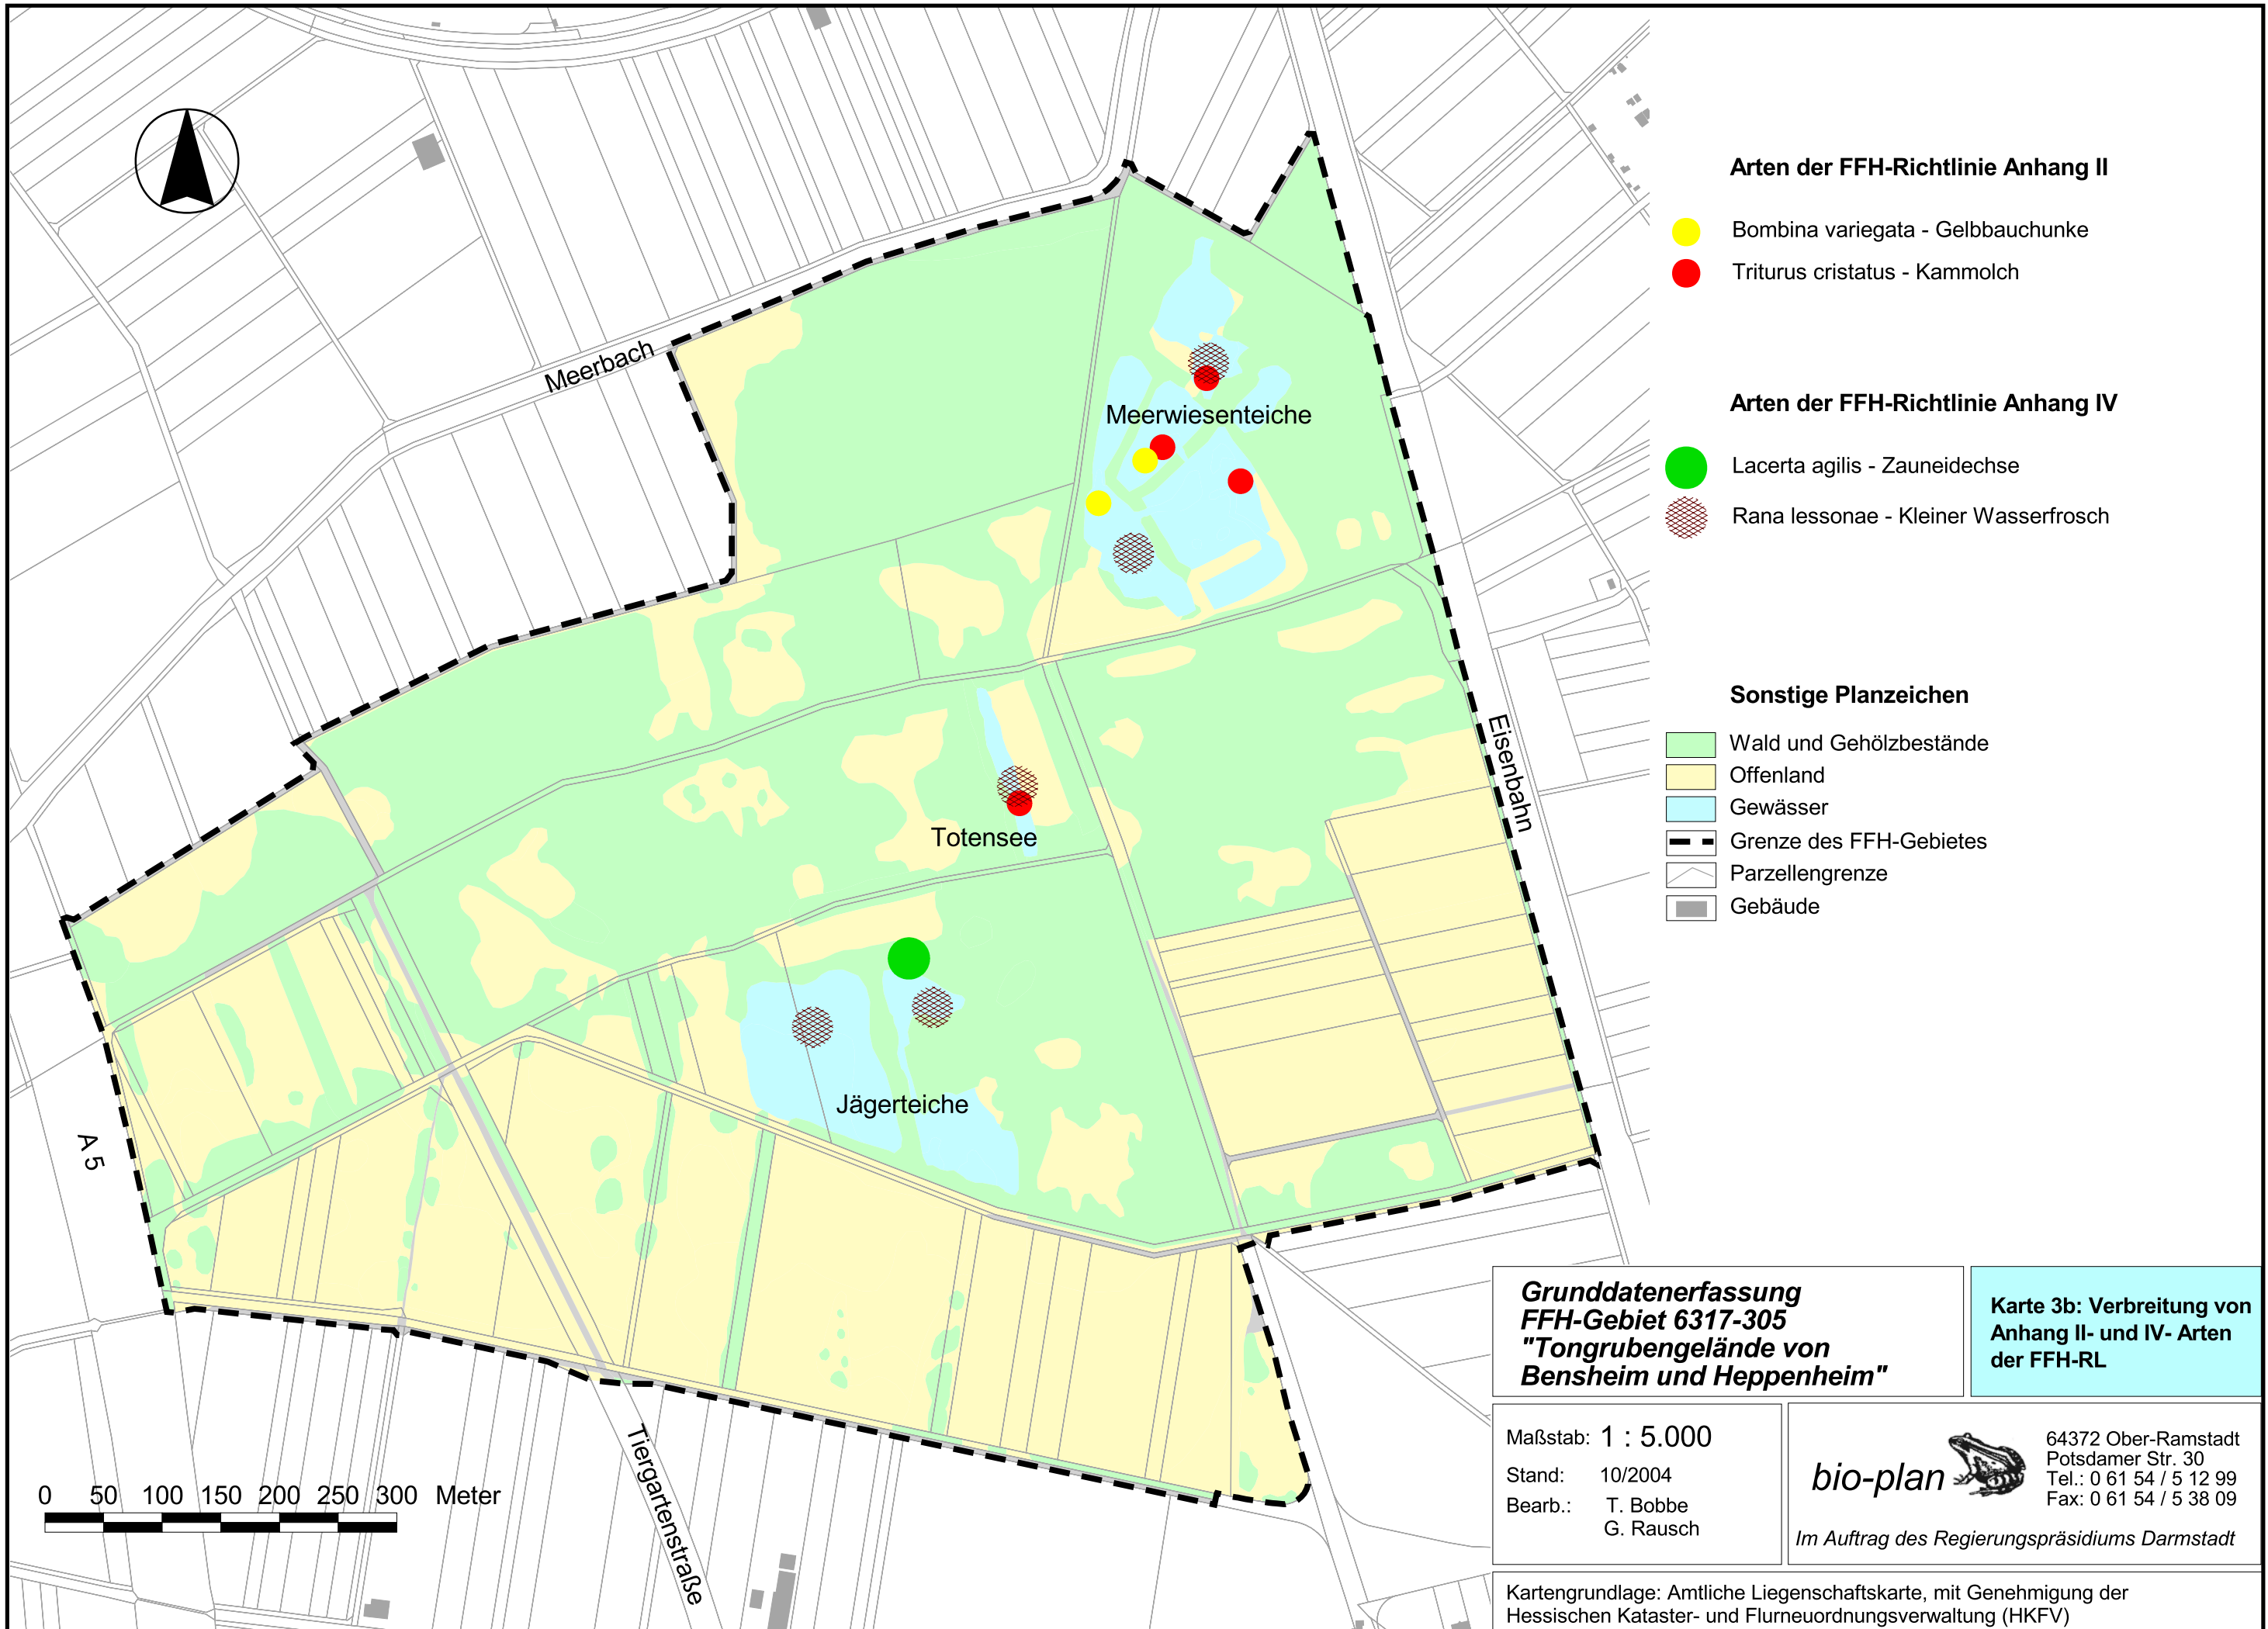 Meerbach
Meerwiesenteiche
Totensee
Jägerteiche
Eisenbahn
A 5
Tiergartenstraße
0 50 100 150 200 250 300 Meter
Arten der FFH-Richtlinie Anhang II
Bombina variegata - Gelbbauchunke
Triturus cristatus - Kammolch
Arten der FFH-Richtlinie Anhang IV
Lacerta agilis - Zauneidechse
Rana lessonae - Kleiner Wasserfrosch
Sonstige Planzeichen
Wald und Gehölzbestände
Offenland
Gewässer
Grenze des FFH-Gebietes
Parzellengrenze
Gebäude
Grunddatenerfassung
FFH-Gebiet 6317-305
"Tongrubengelände von
Bensheim und Heppenheim"
Karte 3b: Verbreitung von
Anhang II- und IV- Arten
der FFH-RL
Maßstab: 1 : 5.000
Stand: 10/2004
Bearb.: T. Bobbe
G. Rausch
bio-plan
64372 Ober-Ramstadt
Potsdamer Str. 30
Tel.: 0 61 54 / 5 12 99
Fax: 0 61 54 / 5 38 09
Im Auftrag des Regierungspräsidiums Darmstadt
Kartengrundlage: Amtliche Liegenschaftskarte, mit Genehmigung der
Hessischen Kataster- und Flurneuordnungsverwaltung (HKFV)